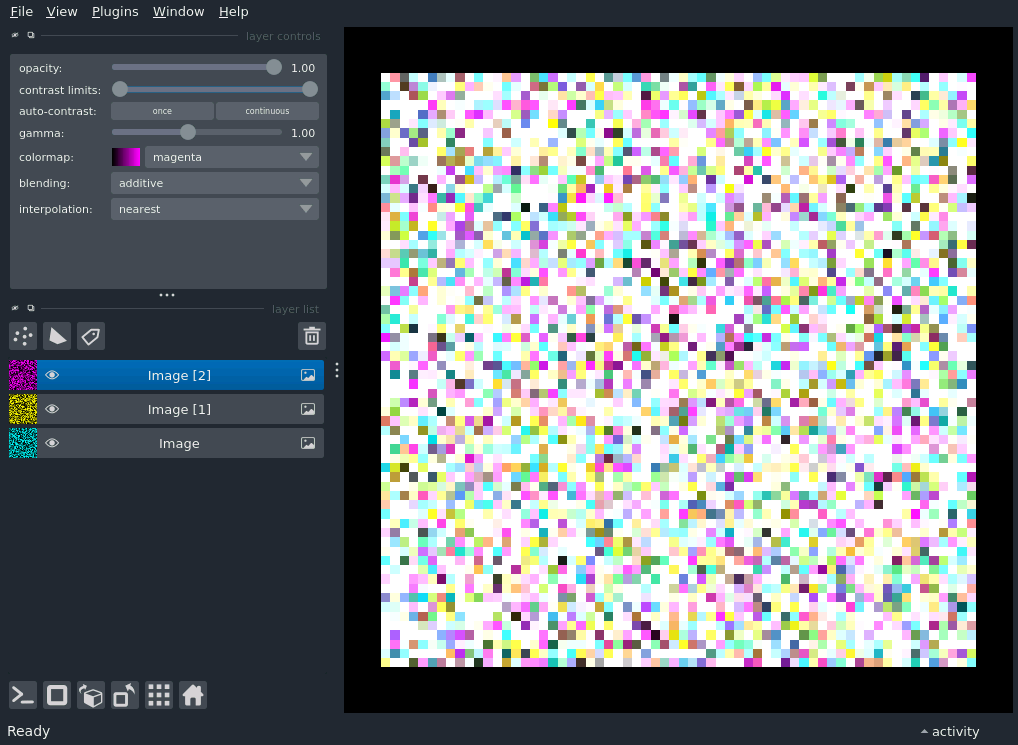 File View Plugins Window Help
layer controls
opacity: 1.00
contrast limits:
auto-contrast: once continuous
gamma: 1.00
colormap: magenta
blending: additive
interpolation: nearest
layer list
Image [2]
Image [1]
Image
Ready activity